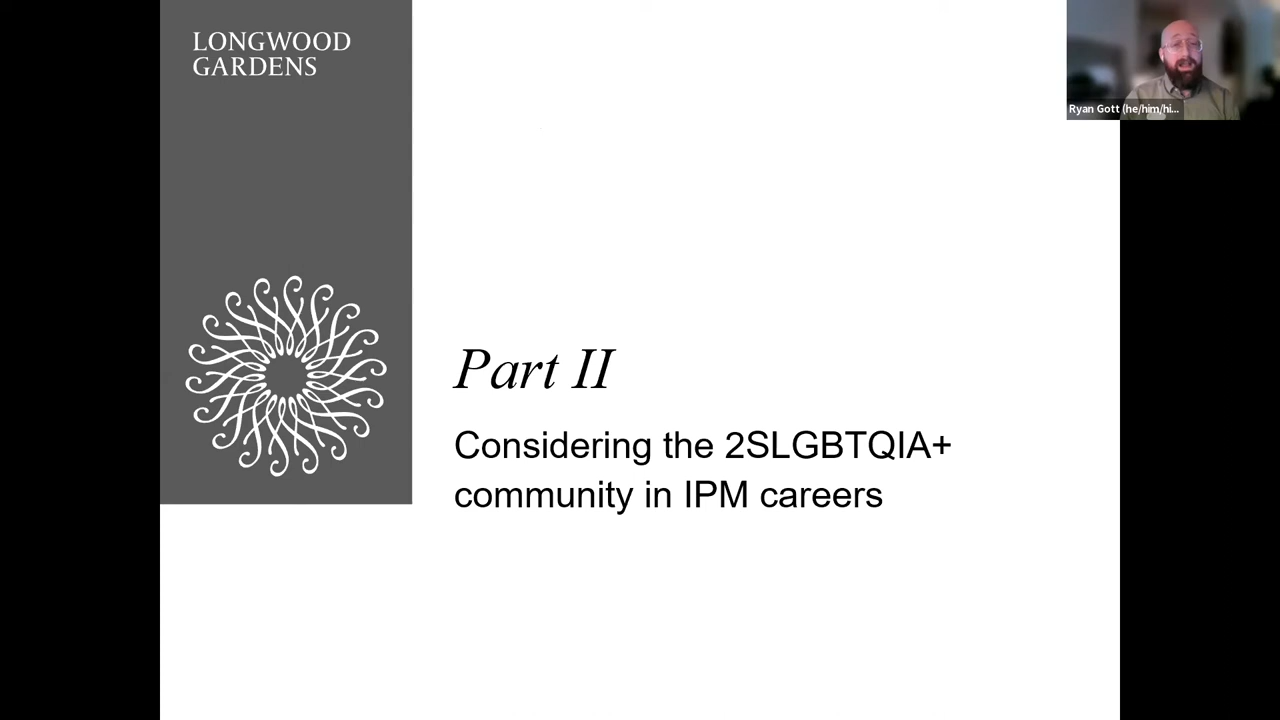 LONGWOOD
GARDENS
Ryan Gott (he/him/hi...
Part II
Considering the 2SLGBTQIA+
community in IPM careers